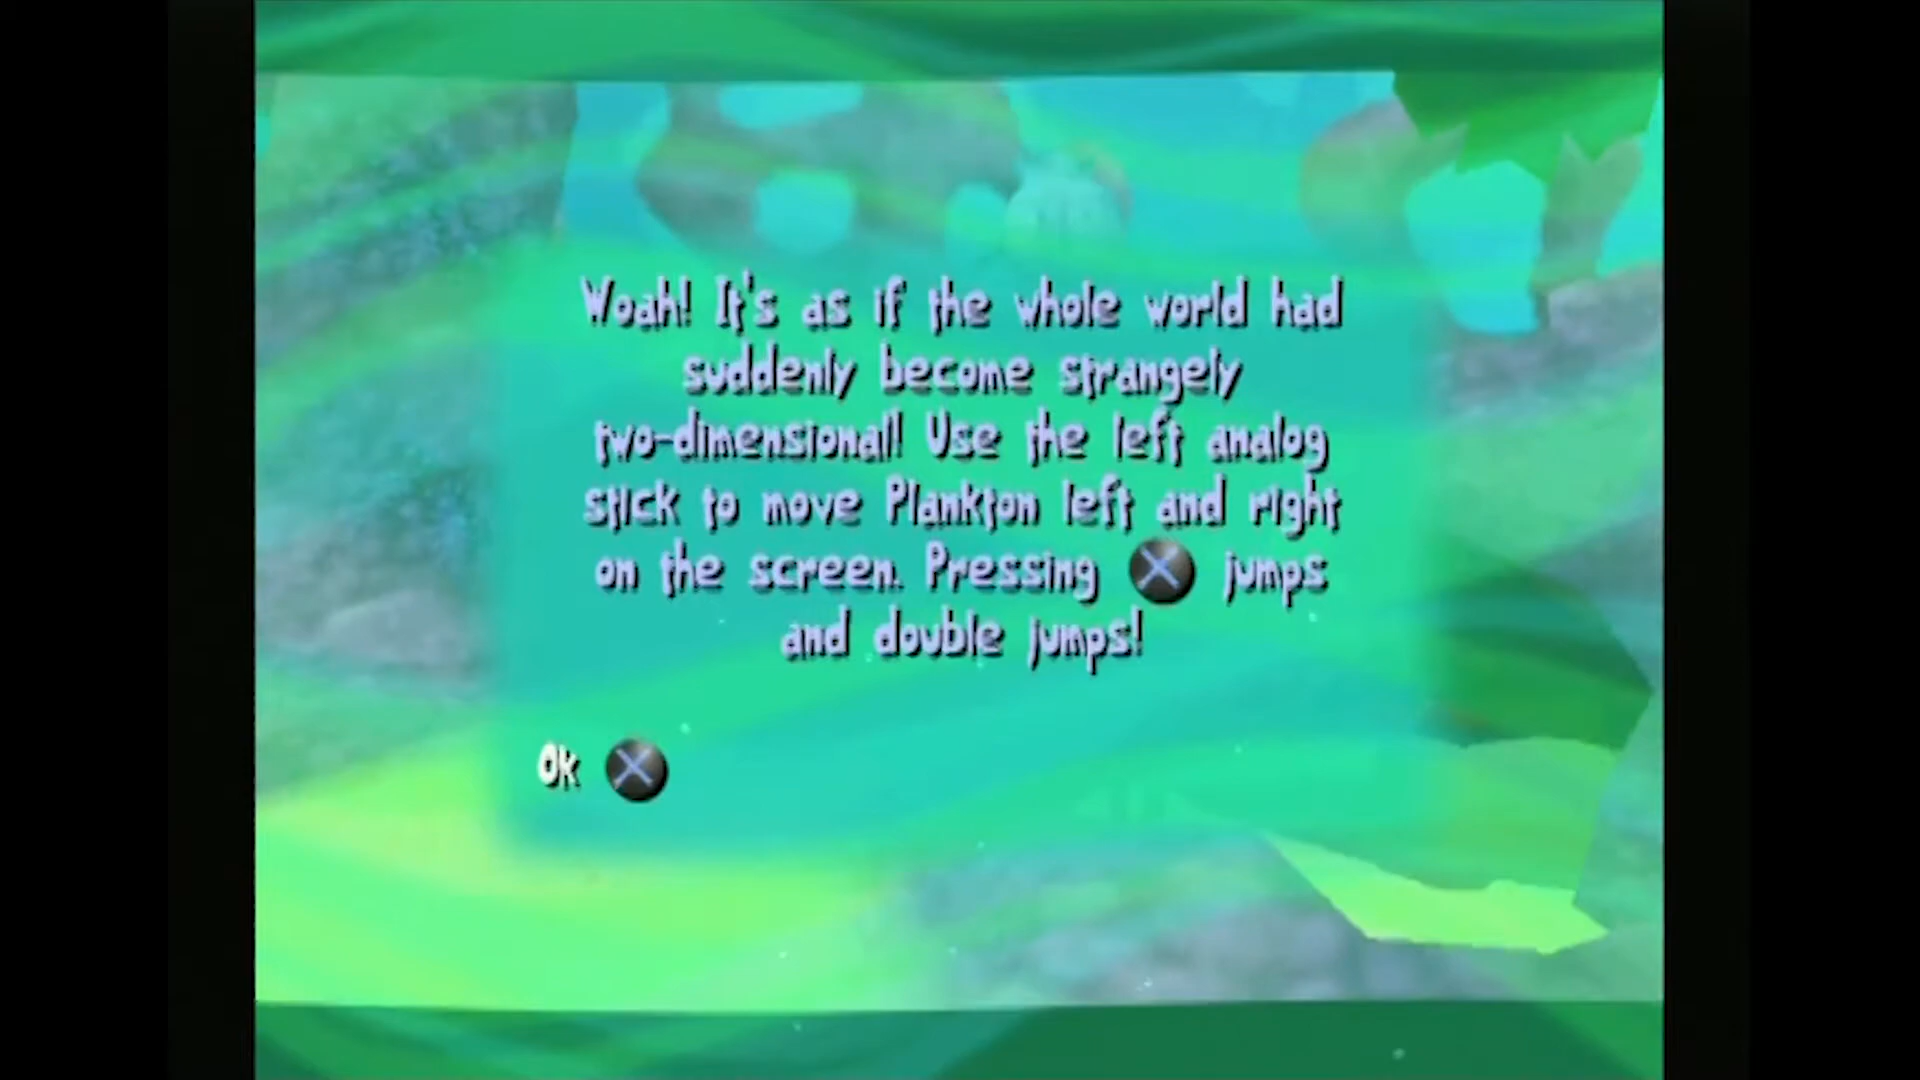 Woah! It's as if the whole world had
suddenly become strangely
two-dimensional! Use the left analog
stick to move Plankton left and right
on the screen. Pressing X jumps
and double jumps!
Ok X